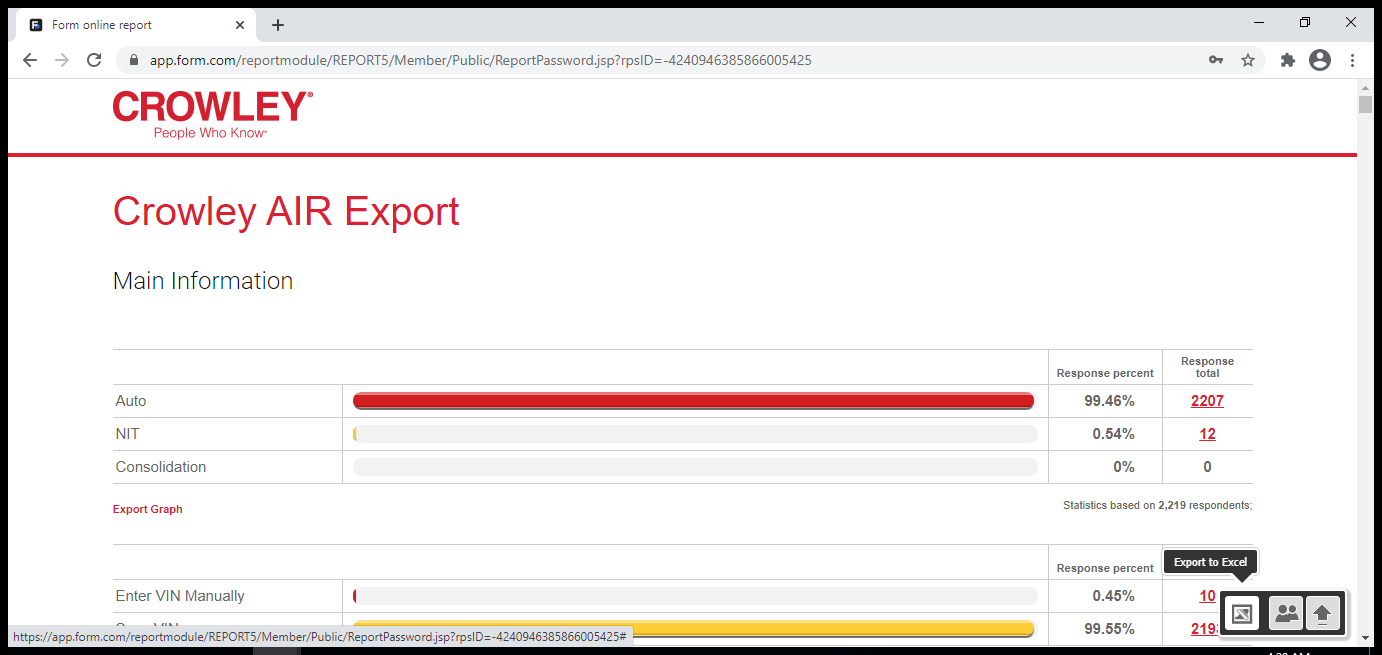 Form online report
app.form.com/reportmodule/REPORT5/Member/Public/ReportPassword.jsp?rpsID=-4240946385866005425
CROWLEY®
People Who Know®
Crowley AIR Export
Main Information
Response percent
Response
total
Auto 99.46% 2207
NIT 0.54% 12
Consolidation 0% 0
Export Graph
Statistics based on 2,219 respondents;
Response percent
Export to Excel
Enter VIN Manually 0.45% 10
99.55%
https://app.form.com/reportmodule/REPORT5/Member/Public/ReportPassword.jsp?rpsID=-4240946385866005425#